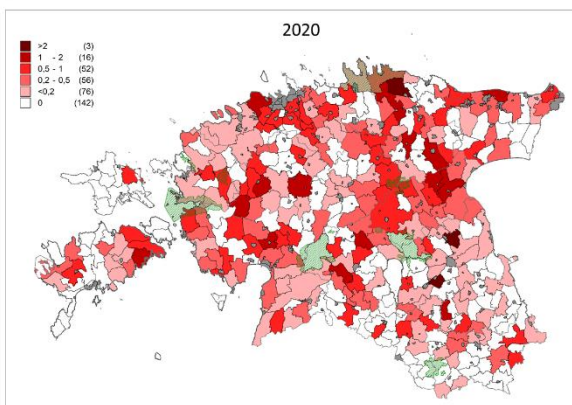 2020
>2 (3)
1 - 2 (16)
0,5 - 1 (52)
0,2 - 0,5 (56)
<0,2 (76)
0 (142)